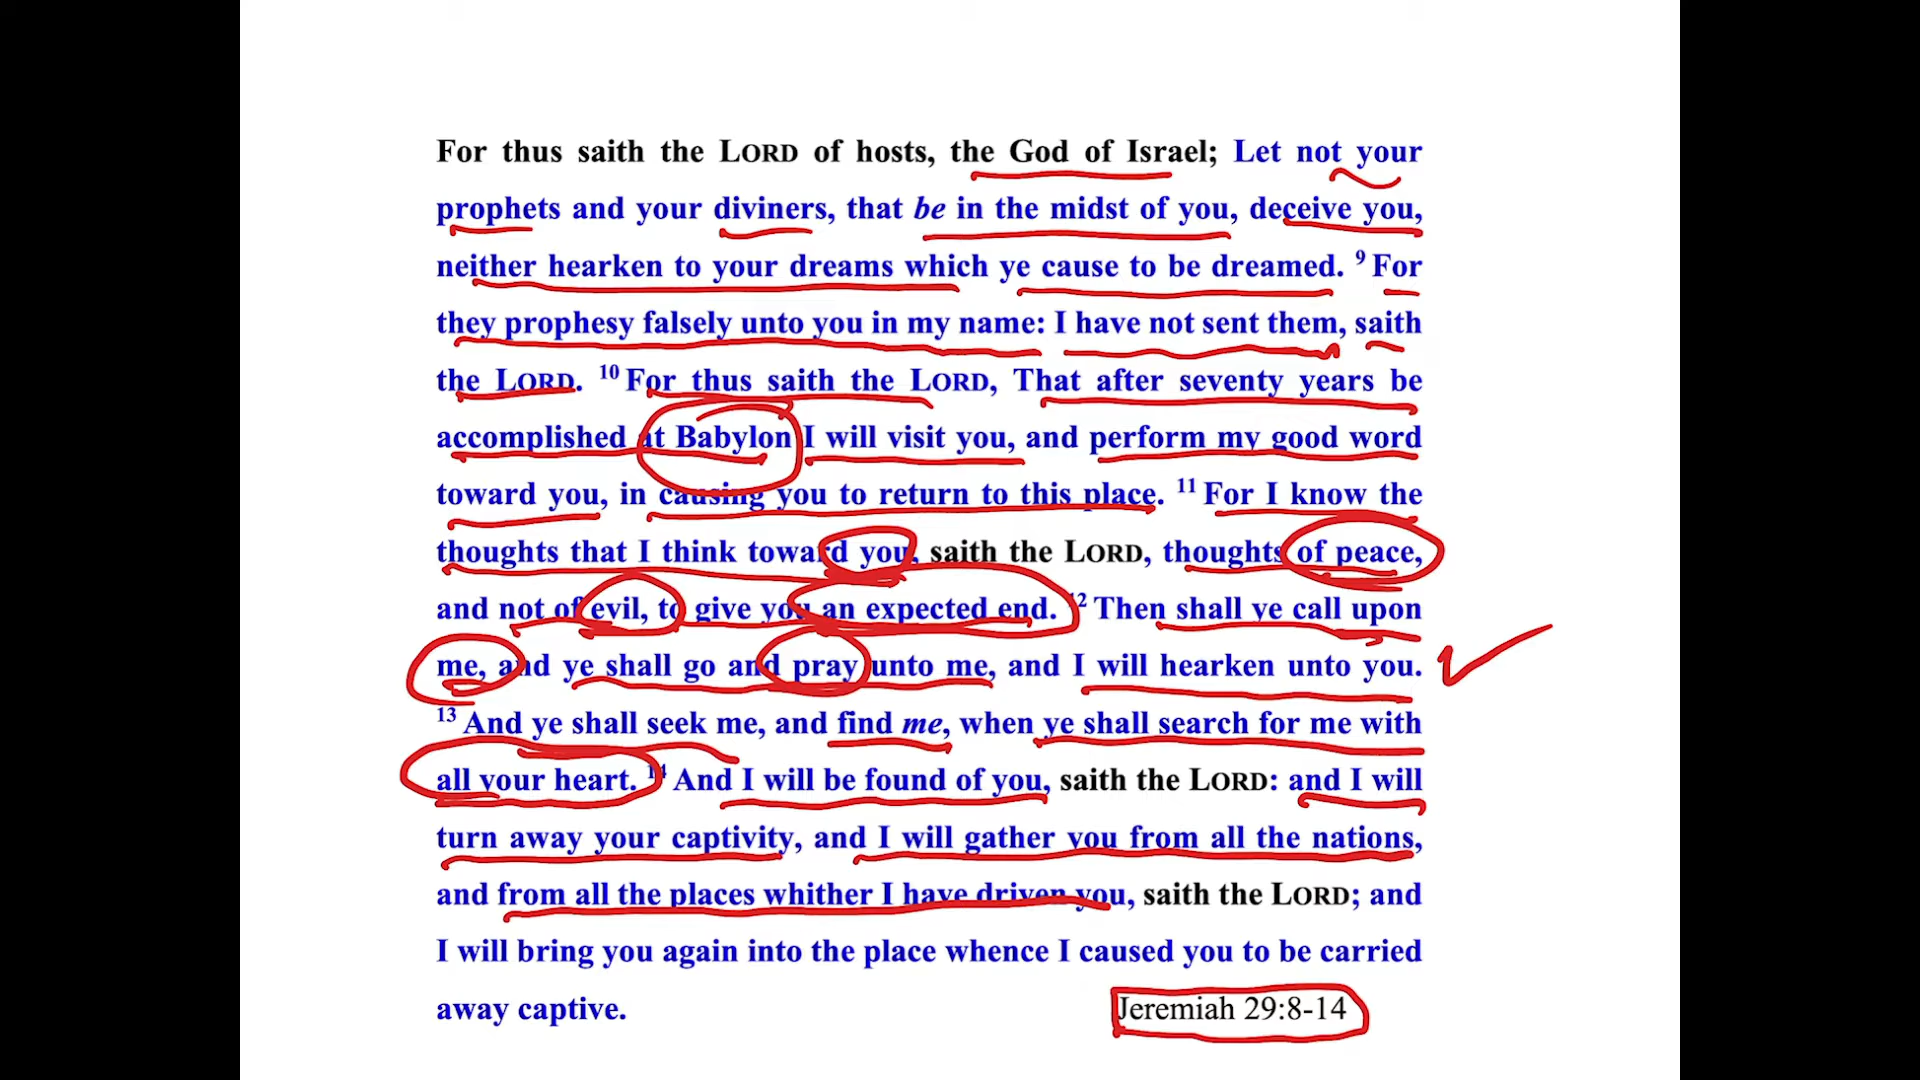 For thus saith the LORD of hosts, the God of Israel; Let not your
prophets and your diviners, that be in the midst of you, deceive you,
neither hearken to your dreams which ye cause to be dreamed. 9 For
they prophesy falsely unto you in my name: I have not sent them, saith
the LORD. 10 For thus saith the LORD, That after seventy years be
accomplished at Babylon I will visit you, and perform my good word
toward you, in causing you to return to this place. 11 For I know the
thoughts that I think toward you, saith the LORD, thoughts of peace,
and not of evil, to give you an expected end. 12 Then shall ye call upon
me, and ye shall go and pray unto me, and I will hearken unto you.
13 And ye shall seek me, and find me, when ye shall search for me with
all your heart. 14 And I will be found of you, saith the LORD: and I will
turn away your captivity, and I will gather you from all the nations,
and from all the places whither I have driven you, saith the LORD; and
I will bring you again into the place whence I caused you to be carried
away captive.
Jeremiah 29:8-14